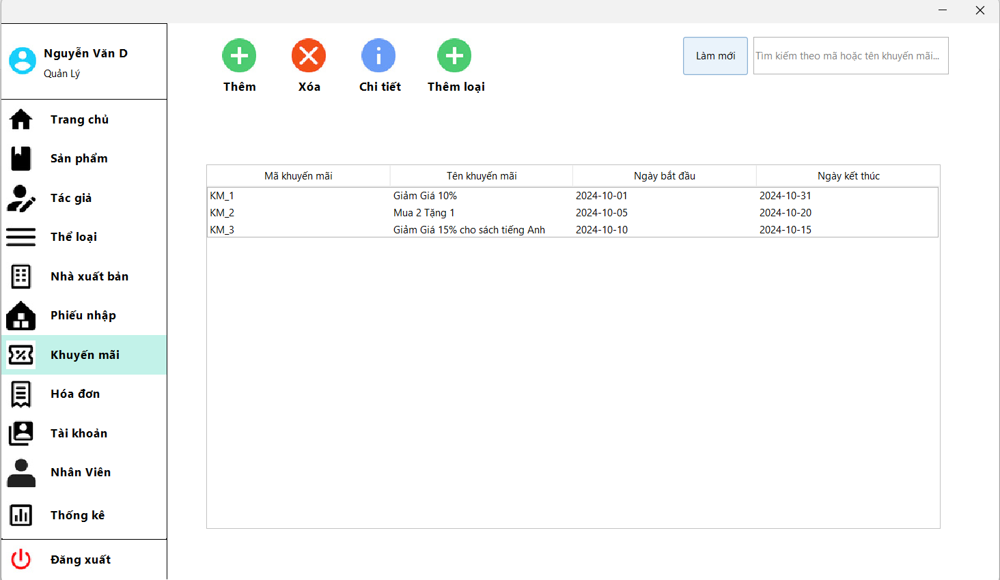 Nguyễn Văn D
Quản Lý
Trang chủ
Sản phẩm
Tác giả
Thể loại
Nhà xuất bản
Phiếu nhập
Khuyến mãi
Hóa đơn
Tài khoản
Nhân Viên
Thống kê
Đăng xuất
Thêm Xóa Chi tiết Thêm loại
Làm mới Tìm kiếm theo mã hoặc tên khuyến mãi...
Mã khuyến mãi Tên khuyến mãi Ngày bắt đầu Ngày kết thúc
KM_1 Giảm Giá 10% 2024-10-01 2024-10-31
KM_2 Mua 2 Tặng 1 2024-10-05 2024-10-20
KM_3 Giảm Giá 15% cho sách tiếng Anh 2024-10-10 2024-10-15